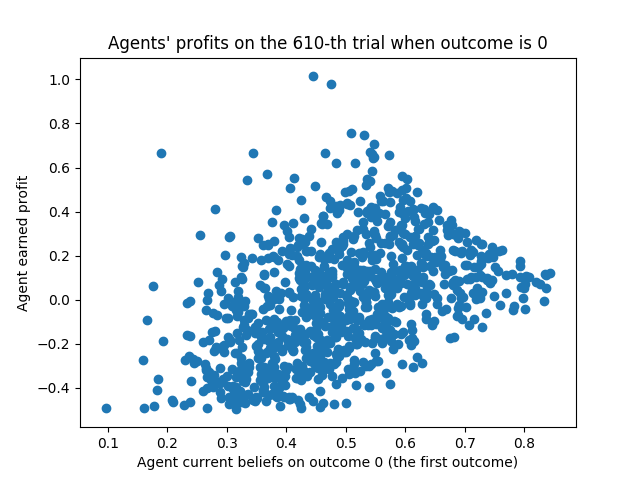 Agents' profits on the 610-th trial when outcome is 0
1.0
0.8
0.6
0.4
0.2
0.0
−0.2
−0.4
Agent earned profit
0.1 0.2 0.3 0.4 0.5 0.6 0.7 0.8
Agent current beliefs on outcome 0 (the first outcome)